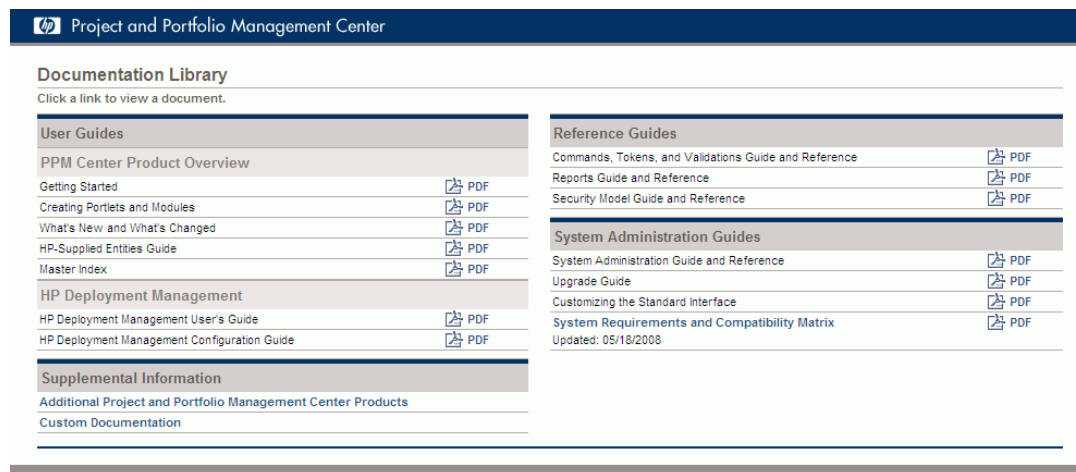 hp Project and Portfolio Management Center
Documentation Library
Click a link to view a document.
User Guides
PPM Center Product Overview
Getting Started PDF
Creating Portlets and Modules PDF
What's New and What's Changed PDF
HP-Supplied Entities Guide PDF
Master Index PDF
HP Deployment Management
HP Deployment Management User's Guide PDF
HP Deployment Management Configuration Guide PDF
Supplemental Information
Additional Project and Portfolio Management Center Products
Custom Documentation
Reference Guides
Commands, Tokens, and Validations Guide and Reference PDF
Reports Guide and Reference PDF
Security Model Guide and Reference PDF
System Administration Guides
System Administration Guide and Reference PDF
Upgrade Guide PDF
Customizing the Standard Interface PDF
System Requirements and Compatibility Matrix PDF
Updated: 05/18/2008